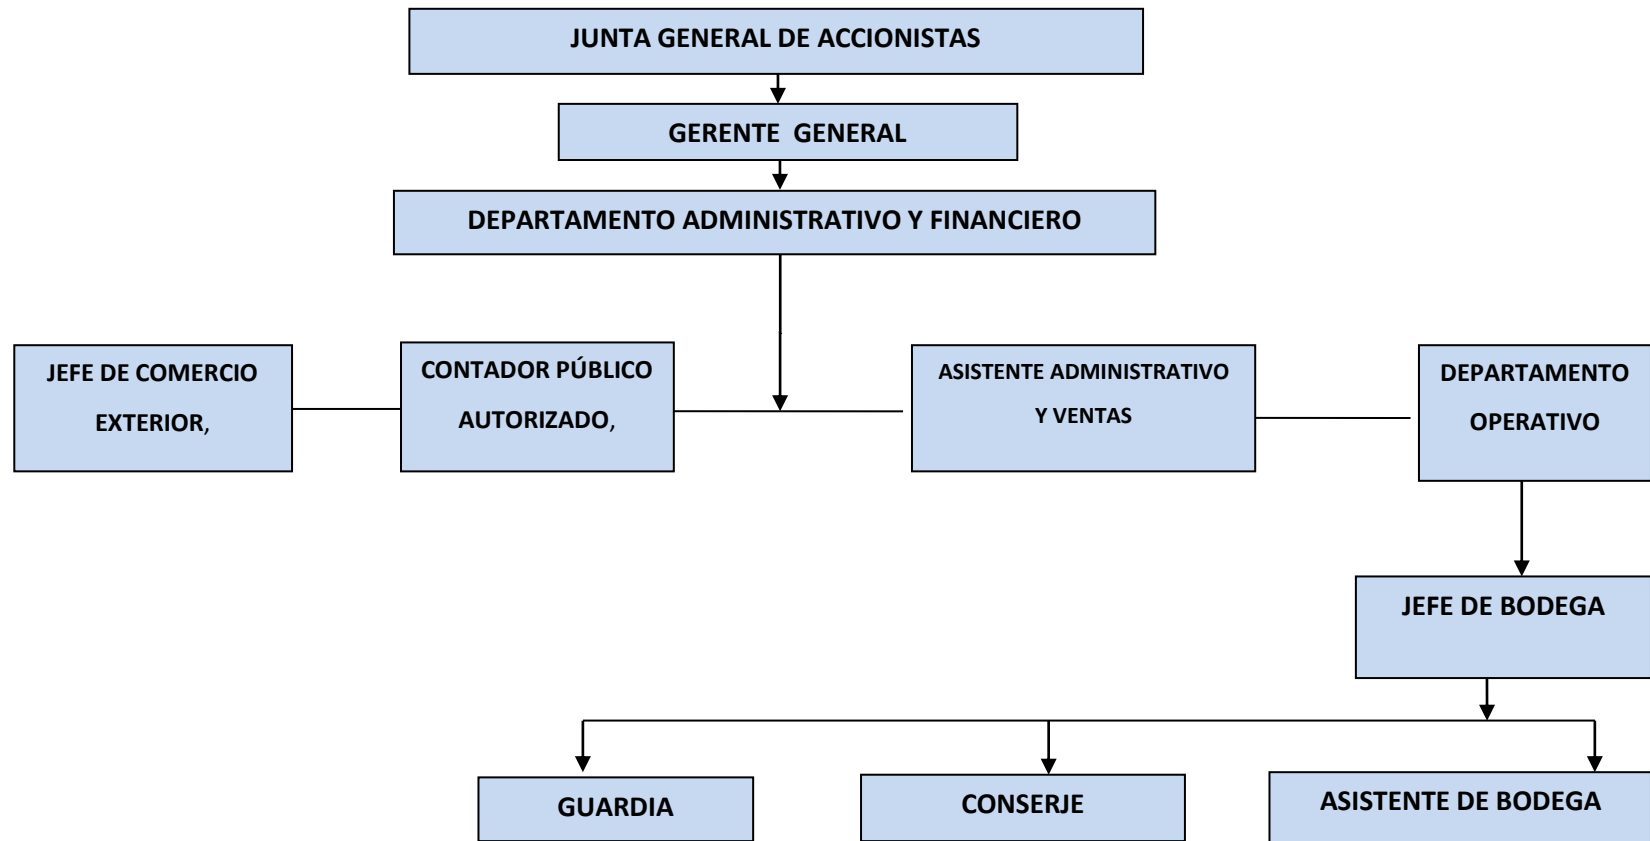 JUNTA GENERAL DE ACCIONISTAS
GERENTE GENERAL
DEPARTAMENTO ADMINISTRATIVO Y FINANCIERO
JEFE DE COMERCIO
EXTERIOR,
CONTADOR PÚBLICO
AUTORIZADO,
ASISTENTE ADMINISTRATIVO
Y VENTAS
DEPARTAMENTO
OPERATIVO
JEFE DE BODEGA
GUARDIA
CONSERJE
ASISTENTE DE BODEGA